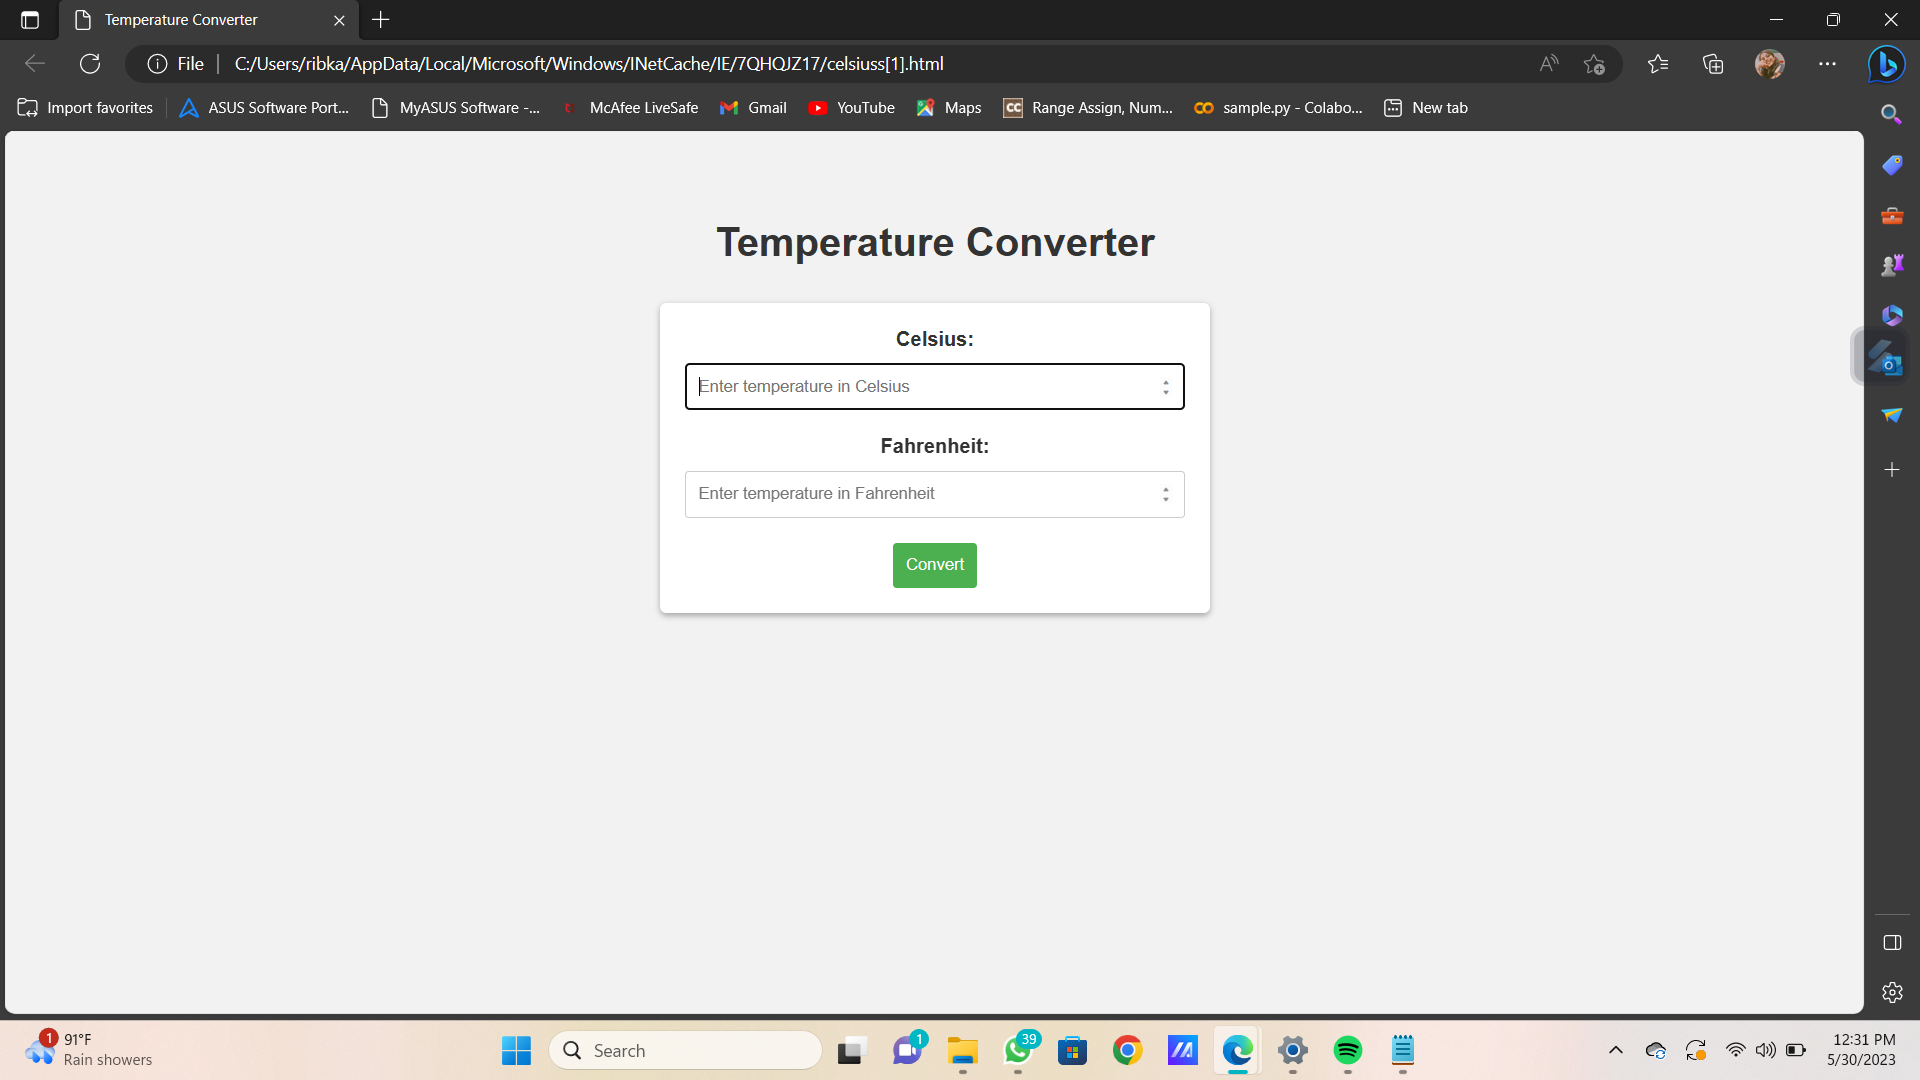 Temperature Converter
File
C:/Users/ribka/AppData/Local/Microsoft/Windows/INetCache/IE/7QHQJZ17/celsiuss[1].html
Import favorites
ASUS Software Port...
MyASUS Software -...
McAfee LiveSafe
Gmail
YouTube
Maps
CC
Range Assign, Num...
sample.py - Colabo...
New tab
Temperature Converter
Celsius:
Enter temperature in Celsius
Fahrenheit:
Enter temperature in Fahrenheit
Convert
1
91°F
Rain showers
Search
1
39
12:31 PM
5/30/2023